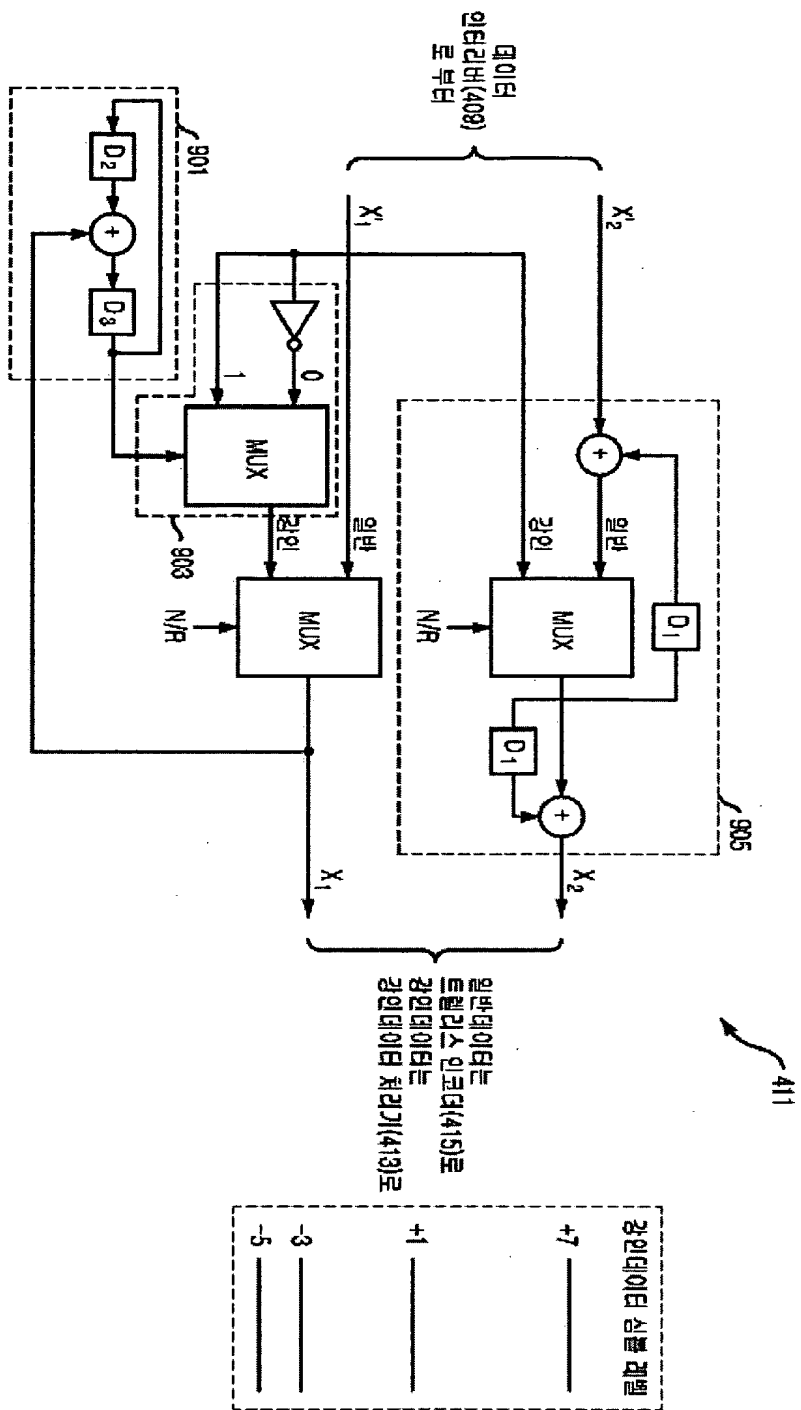 411
데이터
인터리버(409)
로 부터
X'2
X'1
905
D1
+
일반
강인
MUX
N/R
D1
+
X2
0
1
MUX
903
일반
강인
MUX
N/R
X1
901
D2
+
D3
일반데이터는
트렐리스 인코더(415)로
강인데이터는
강인데이터 처리기(413)로
강인데이터 심볼 레벨
+7
+1
-3
-5